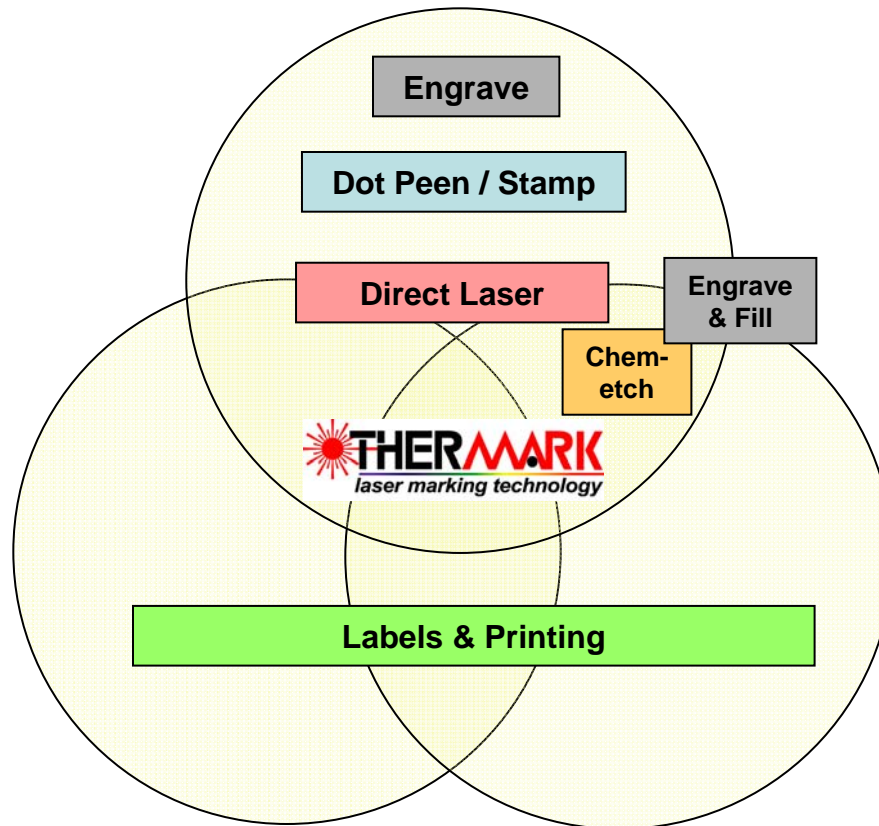 Engrave
Dot Peen / Stamp
Direct Laser
Engrave
& Fill
Chem-
etch
THERMARK
laser marking technology
Labels & Printing